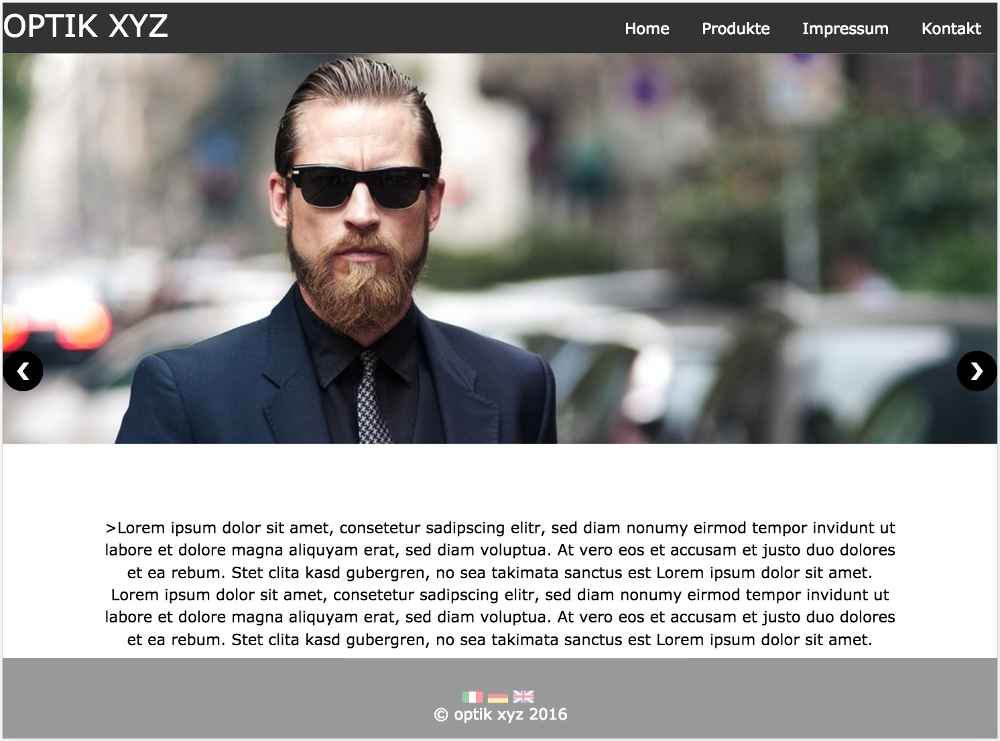 OPTIK XYZ
Home Produkte Impressum Kontakt
❮ ❯
>Lorem ipsum dolor sit amet, consetetur sadipscing elitr, sed diam nonumy eirmod tempor invidunt ut
labore et dolore magna aliquyam erat, sed diam voluptua. At vero eos et accusam et justo duo dolores
et ea rebum. Stet clita kasd gubergren, no sea takimata sanctus est Lorem ipsum dolor sit amet.
Lorem ipsum dolor sit amet, consetetur sadipscing elitr, sed diam nonumy eirmod tempor invidunt ut
labore et dolore magna aliquyam erat, sed diam voluptua. At vero eos et accusam et justo duo dolores
et ea rebum. Stet clita kasd gubergren, no sea takimata sanctus est Lorem ipsum dolor sit amet.
© optik xyz 2016